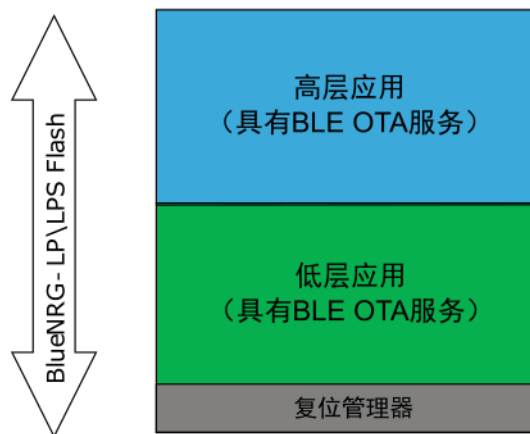 BlueNRG- LP\LPS Flash
高层应用
（具有BLE OTA服务）
低层应用
（具有BLE OTA服务）
复位管理器